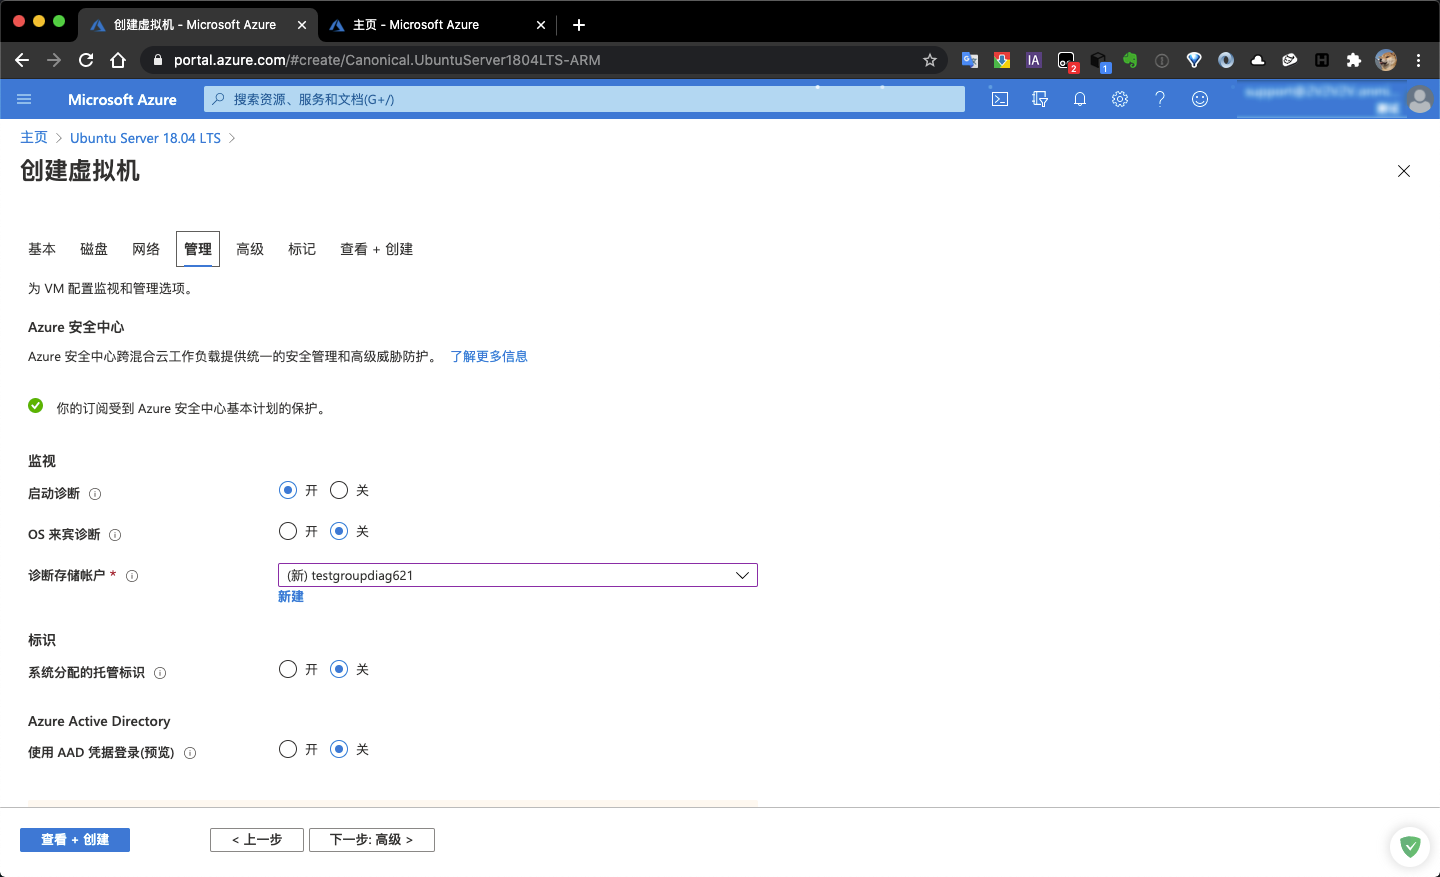 创建虚拟机 - Microsoft Azure
主页 - Microsoft Azure
portal.azure.com/#create/Canonical.UbuntuServer1804LTS-ARM
IA
2
1
H
Microsoft Azure
搜索资源、服务和文档(G+/)
主页 > Ubuntu Server 18.04 LTS >
创建虚拟机
基本 磁盘 网络 管理 高级 标记 查看 + 创建
为 VM 配置监视和管理选项。
Azure 安全中心
Azure 安全中心跨混合云工作负载提供统一的安全管理和高级威胁防护。 了解更多信息
你的订阅受到 Azure 安全中心基本计划的保护。
监视
启动诊断 开 关
OS 来宾诊断 开 关
诊断存储帐户 * (新) testgroupdiag621
新建
标识
系统分配的托管标识 开 关
Azure Active Directory
使用 AAD 凭据登录(预览) 开 关
查看 + 创建 < 上一步 下一步: 高级 >